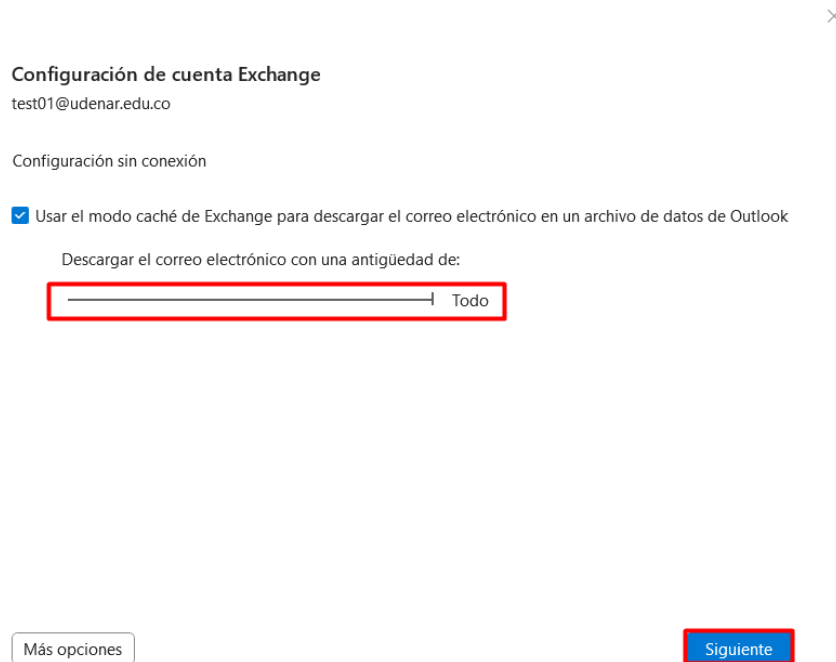 Configuración de cuenta Exchange
test01@udenar.edu.co
Configuración sin conexión
Usar el modo caché de Exchange para descargar el correo electrónico en un archivo de datos de Outlook
Descargar el correo electrónico con una antigüedad de:
Todo
Más opciones
Siguiente